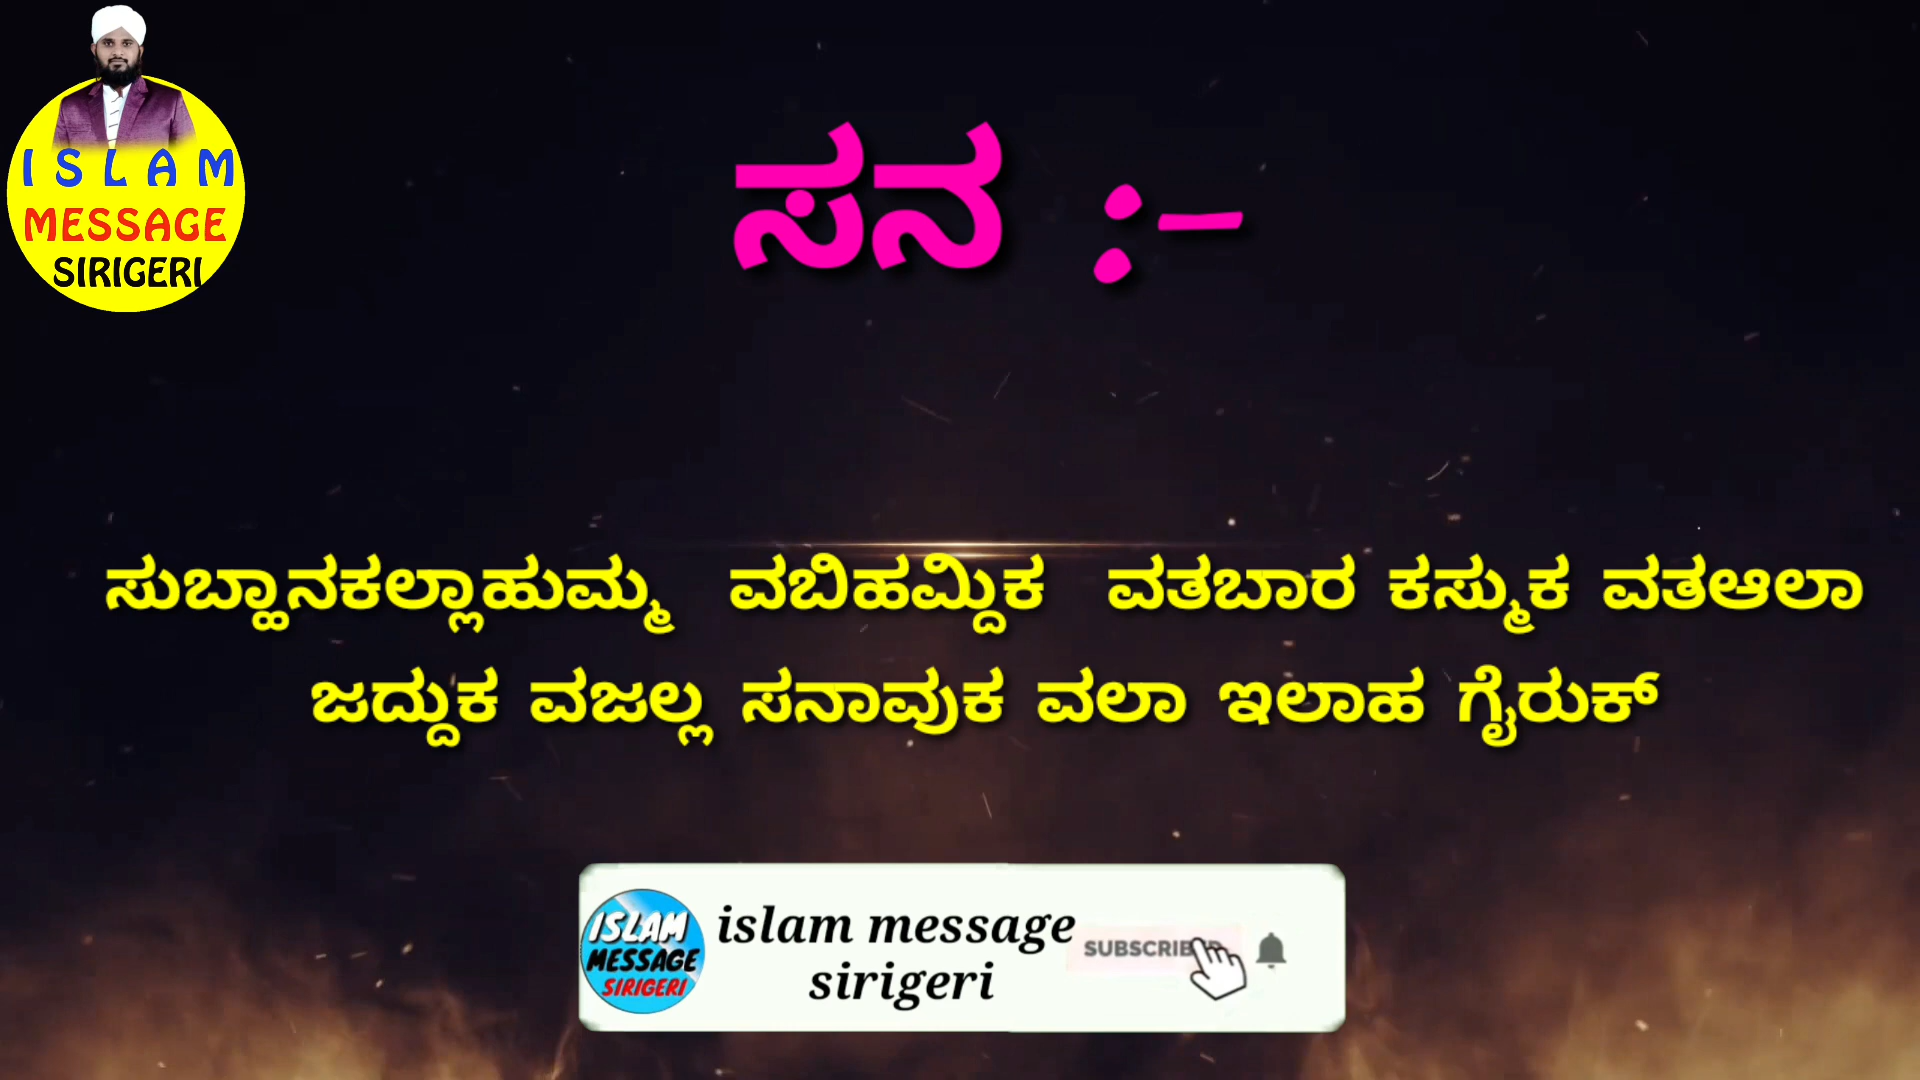 I S L A M
MESSAGE
SIRIGERI
ಸನ :-
ಸುಬ್ಹಾನಕಲ್ಲಾಹುಮ್ಮ ವಬಿಹಮ್ದಿಕ ವತಬಾರ ಕಸ್ಮುಕ ವತಆಲಾ
ಜದ್ದುಕ ವಜಲ್ಲ ಸನಾವುಕ ವಲಾ ಇಲಾಹ ಗೈರುಕ್
ISLAM
MESSAGE
SIRIGERI
islam message
sirigeri